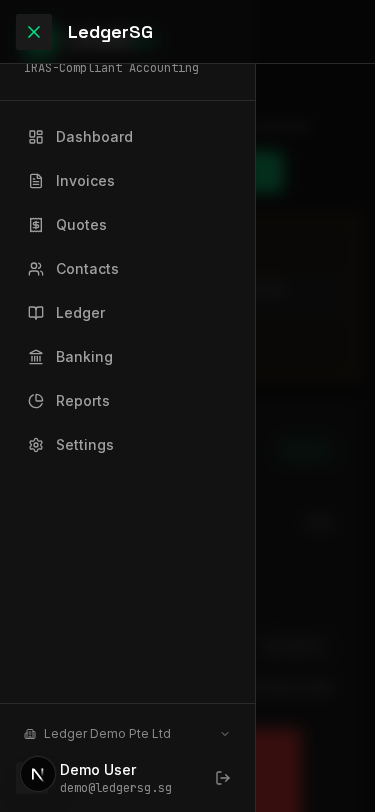 LedgerSG
IRAS-Compliant Accounting
Dashboard
Invoices
Quotes
Contacts
Ledger
Banking
Reports
Settings
Ledger Demo Pte Ltd
N
Demo User
demo@ledgersg.sg